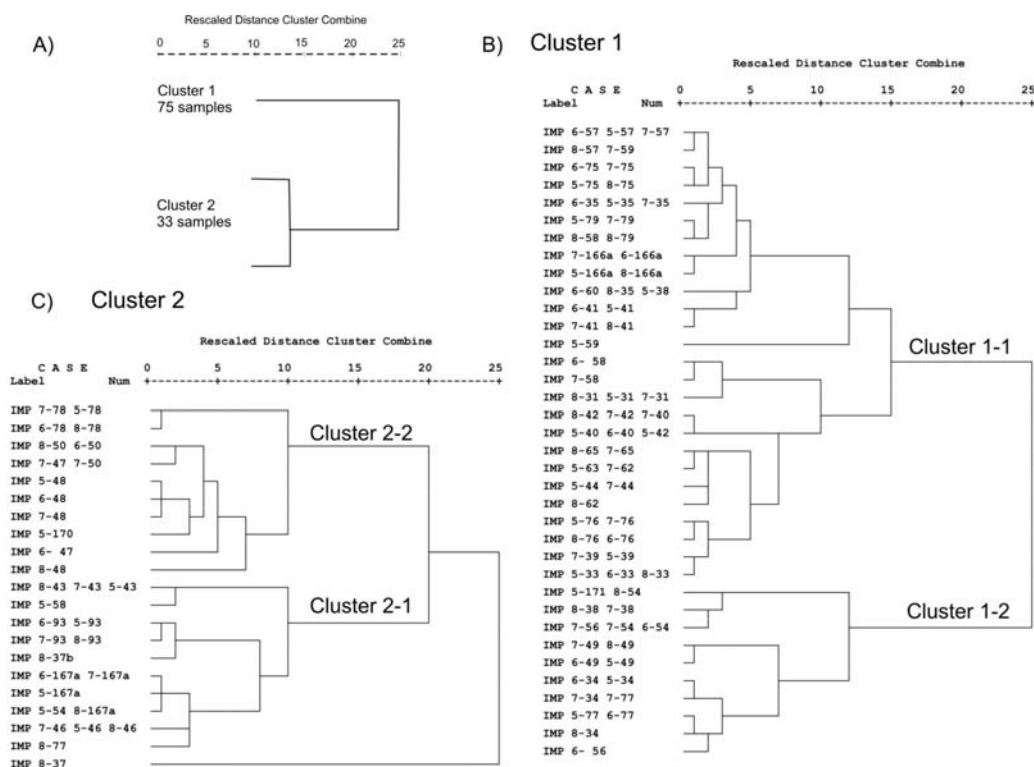 A)
Rescaled Distance Cluster Combine
0 5 10 15 20 25
Cluster 1
75 samples
Cluster 2
33 samples
B) Cluster 1
Rescaled Distance Cluster Combine
C A S E 0 5 10 15 20 25
Label Num
IMP 6-57 5-57 7-57
IMP 8-57 7-59
IMP 6-75 7-75
IMP 5-75 8-75
IMP 6-35 5-35 7-35
IMP 5-79 7-79
IMP 8-58 8-79
IMP 7-166a 6-166a
IMP 5-166a 8-166a
IMP 6-60 8-35 5-38
IMP 6-41 5-41
IMP 7-41 8-41
IMP 5-59
IMP 6- 58
IMP 7-58
IMP 8-31 5-31 7-31
IMP 8-42 7-42 7-40
IMP 5-40 6-40 5-42
IMP 8-65 7-65
IMP 5-63 7-62
IMP 5-44 7-44
IMP 8-62
IMP 5-76 7-76
IMP 8-76 6-76
IMP 7-39 5-39
IMP 5-33 6-33 8-33
IMP 5-171 8-54
IMP 8-38 7-38
IMP 7-56 7-54 6-54
IMP 7-49 8-49
IMP 6-49 5-49
IMP 6-34 5-34
IMP 7-34 7-77
IMP 5-77 6-77
IMP 8-34
IMP 6- 56
Cluster 1-1
Cluster 1-2
C) Cluster 2
Rescaled Distance Cluster Combine
C A S E 0 5 10 15 20 25
Label Num
IMP 7-78 5-78
IMP 6-78 8-78
IMP 8-50 6-50
IMP 7-47 7-50
IMP 5-48
IMP 6-48
IMP 7-48
IMP 5-170
IMP 6- 47
IMP 8-48
IMP 8-43 7-43 5-43
IMP 5-58
IMP 6-93 5-93
IMP 7-93 8-93
IMP 8-37b
IMP 6-167a 7-167a
IMP 5-167a
IMP 5-54 8-167a
IMP 7-46 5-46 8-46
IMP 8-77
IMP 8-37
Cluster 2-2
Cluster 2-1